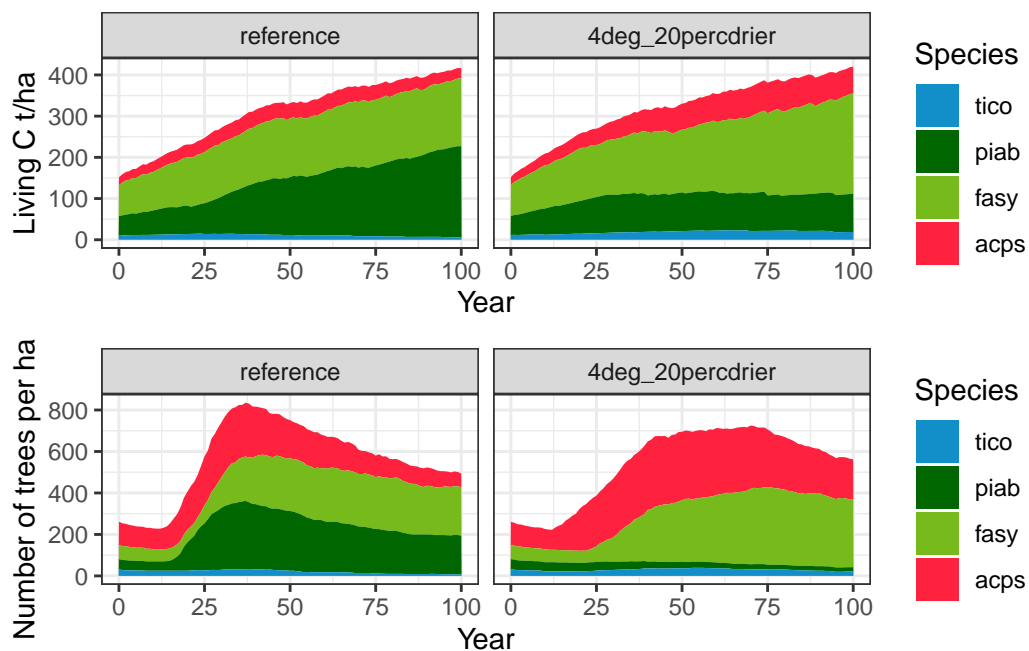 reference
4deg_20percdrier
Living C t/ha
400
300
200
100
0
0 25 50 75 100
0 25 50 75 100
Year
Species
tico
piab
fasy
acps
reference
4deg_20percdrier
Number of trees per ha
800
600
400
200
0
0 25 50 75 100
0 25 50 75 100
Year
Species
tico
piab
fasy
acps